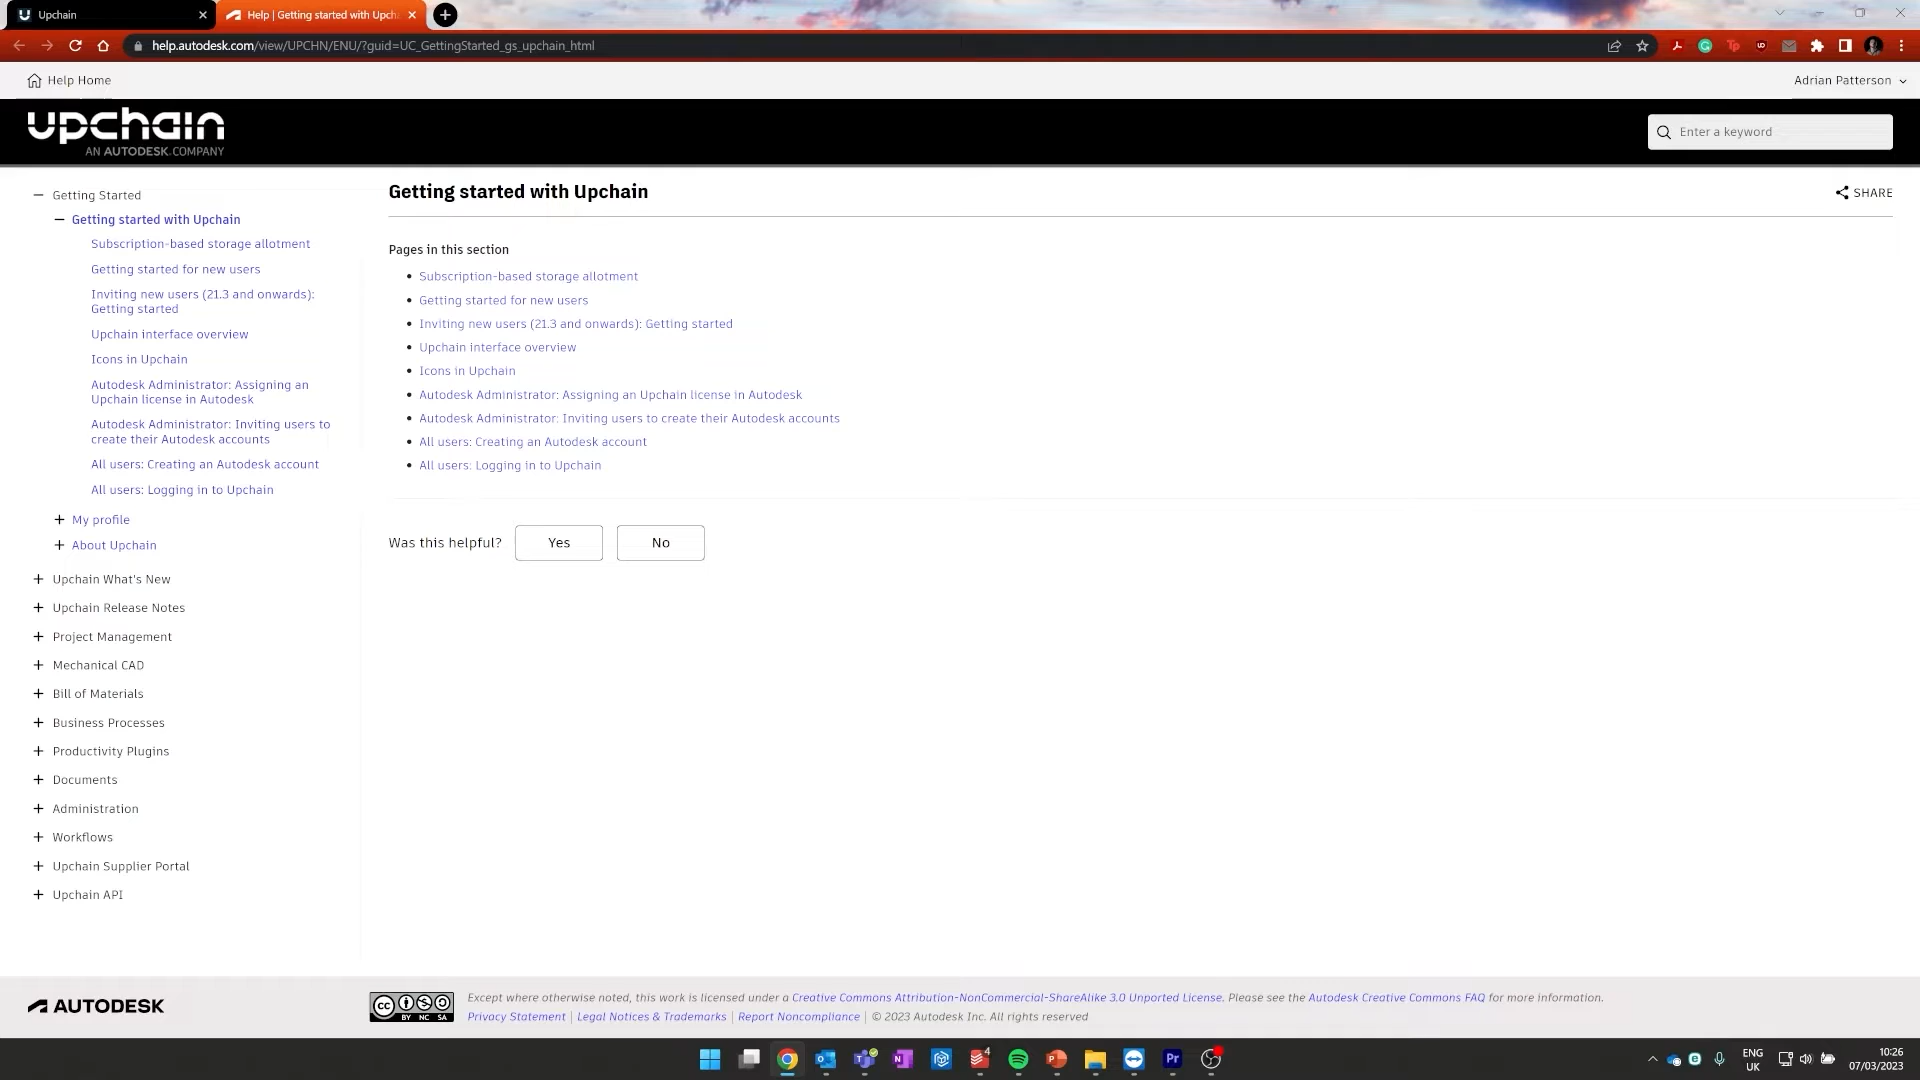 Upchain
Help | Getting started with Upch
help.autodesk.com/view/UPCHN/ENU/?guid=UC_GettingStarted_gs_upchain_html
Help Home
Adrian Patterson
upchain
AN AUTODESK COMPANY
Enter a keyword
Getting Started
Getting started with Upchain
Subscription-based storage allotment
Getting started for new users
Inviting new users (21.3 and onwards):
Getting started
Upchain interface overview
Icons in Upchain
Autodesk Administrator: Assigning an
Upchain license in Autodesk
Autodesk Administrator: Inviting users to
create their Autodesk accounts
All users: Creating an Autodesk account
All users: Logging in to Upchain
My profile
About Upchain
Upchain What's New
Upchain Release Notes
Project Management
Mechanical CAD
Bill of Materials
Business Processes
Productivity Plugins
Documents
Administration
Workflows
Upchain Supplier Portal
Upchain API
Getting started with Upchain
SHARE
Pages in this section
Subscription-based storage allotment
Getting started for new users
Inviting new users (21.3 and onwards): Getting started
Upchain interface overview
Icons in Upchain
Autodesk Administrator: Assigning an Upchain license in Autodesk
Autodesk Administrator: Inviting users to create their Autodesk accounts
All users: Creating an Autodesk account
All users: Logging in to Upchain
Was this helpful? Yes No
AUTODESK
cc BY NC SA
Except where otherwise noted, this work is licensed under a Creative Commons Attribution-NonCommercial-ShareAlike 3.0 Unported License. Please see the Autodesk Creative Commons FAQ for more information.
Privacy Statement | Legal Notices & Trademarks | Report Noncompliance | © 2023 Autodesk Inc. All rights reserved
4
Pr
ENG
UK
10:26
07/03/2023